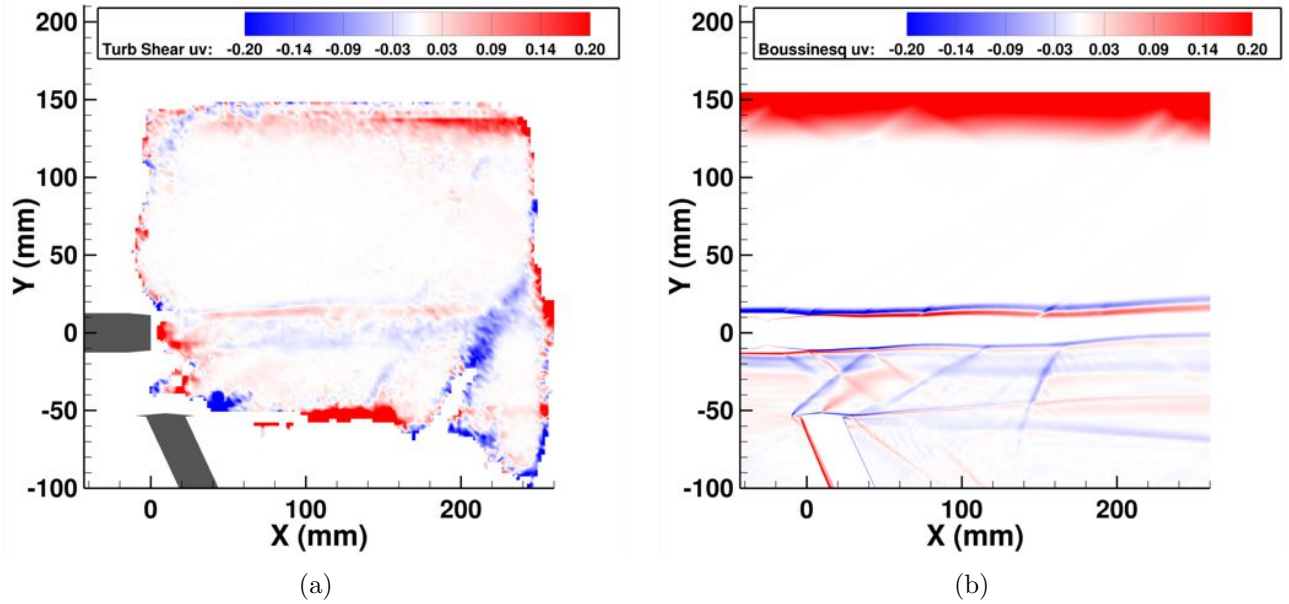 Turb Shear uv: -0.20 -0.14 -0.09 -0.03 0.03 0.09 0.14 0.20
200
150
100
50
0
-50
-100
Y (mm)
0 100 200
X (mm)
(a)
Boussinesq uv: -0.20 -0.14 -0.09 -0.03 0.03 0.09 0.14 0.20
200
150
100
50
0
-50
-100
Y (mm)
0 100 200
X (mm)
(b)